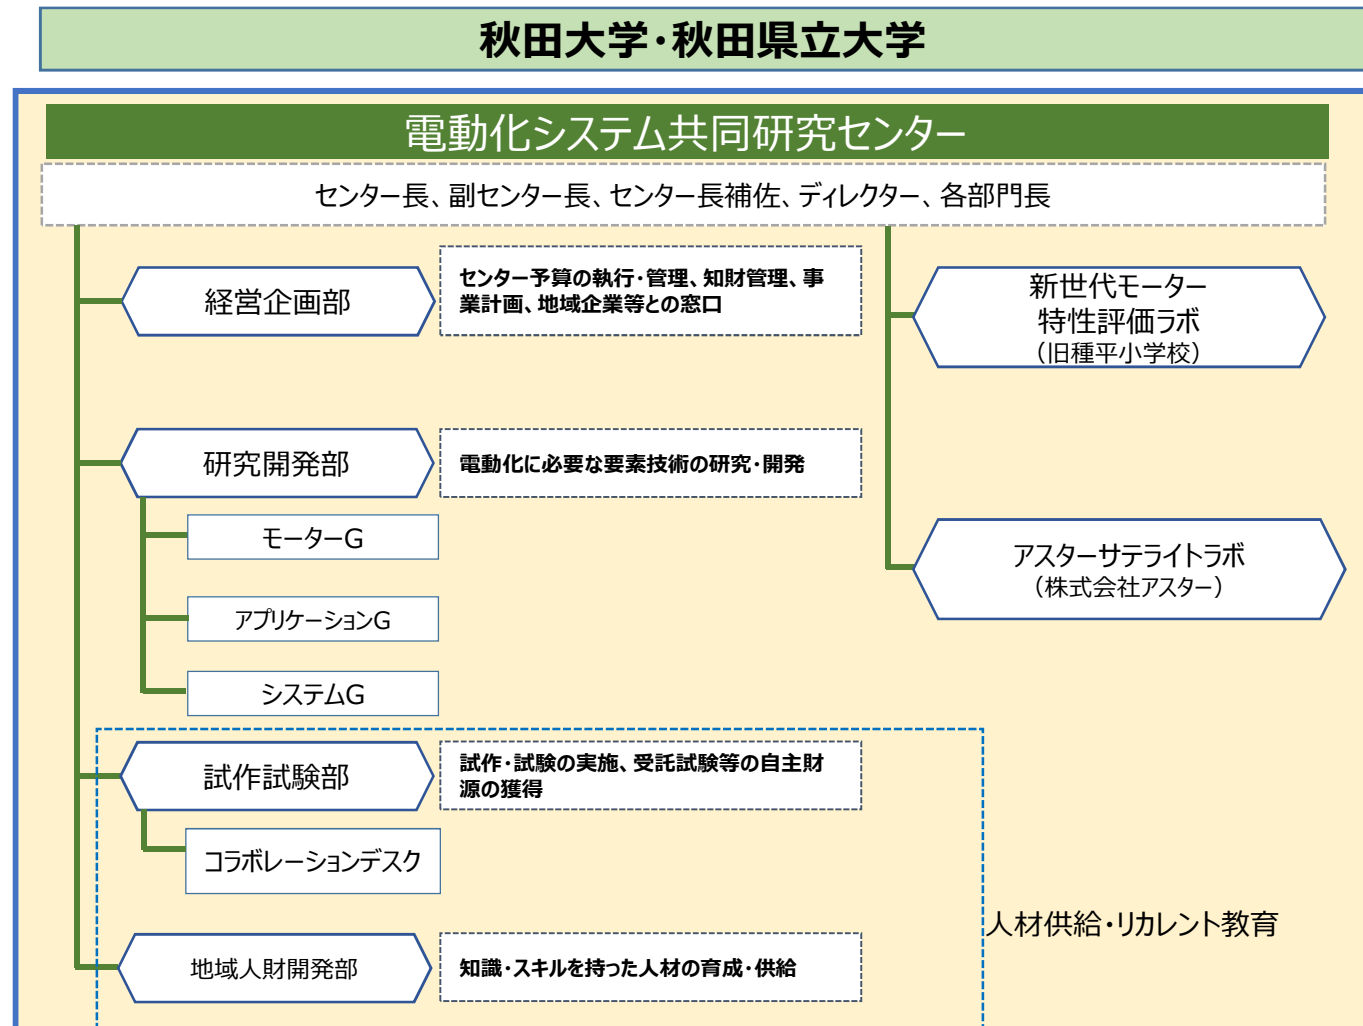 秋田大学・秋田県立大学
電動化システム共同研究センター
センター長、副センター長、センター長補佐、ディレクター、各部門長
経営企画部
センター予算の執行・管理、知財管理、事
業計画、地域企業等との窓口
新世代モーター
特性評価ラボ
（旧種平小学校）
研究開発部
電動化に必要な要素技術の研究・開発
モーターG
アプリケーションG
システムG
アスターサテライトラボ
（株式会社アスター）
試作試験部
試作・試験の実施、受託試験等の自主財
源の獲得
コラボレーションデスク
人材供給・リカレント教育
地域人財開発部
知識・スキルを持った人材の育成・供給